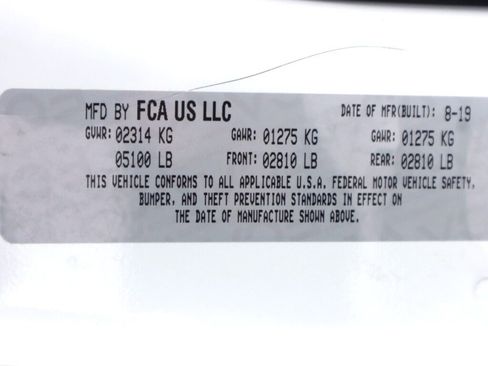 MFD BY FCA US LLC DATE OF MFR(BUILT): 8-19
GVWR: 02314 KG GAWR: 01275 KG GAWR: 01275 KG
05100 LB FRONT: 02810 LB REAR: 02810 LB
THIS VEHICLE CONFORMS TO ALL APPLICABLE U.S.A. FEDERAL MOTOR VEHICLE SAFETY,
BUMPER, AND THEFT PREVENTION STANDARDS IN EFFECT ON
THE DATE OF MANUFACTURE SHOWN ABOVE.